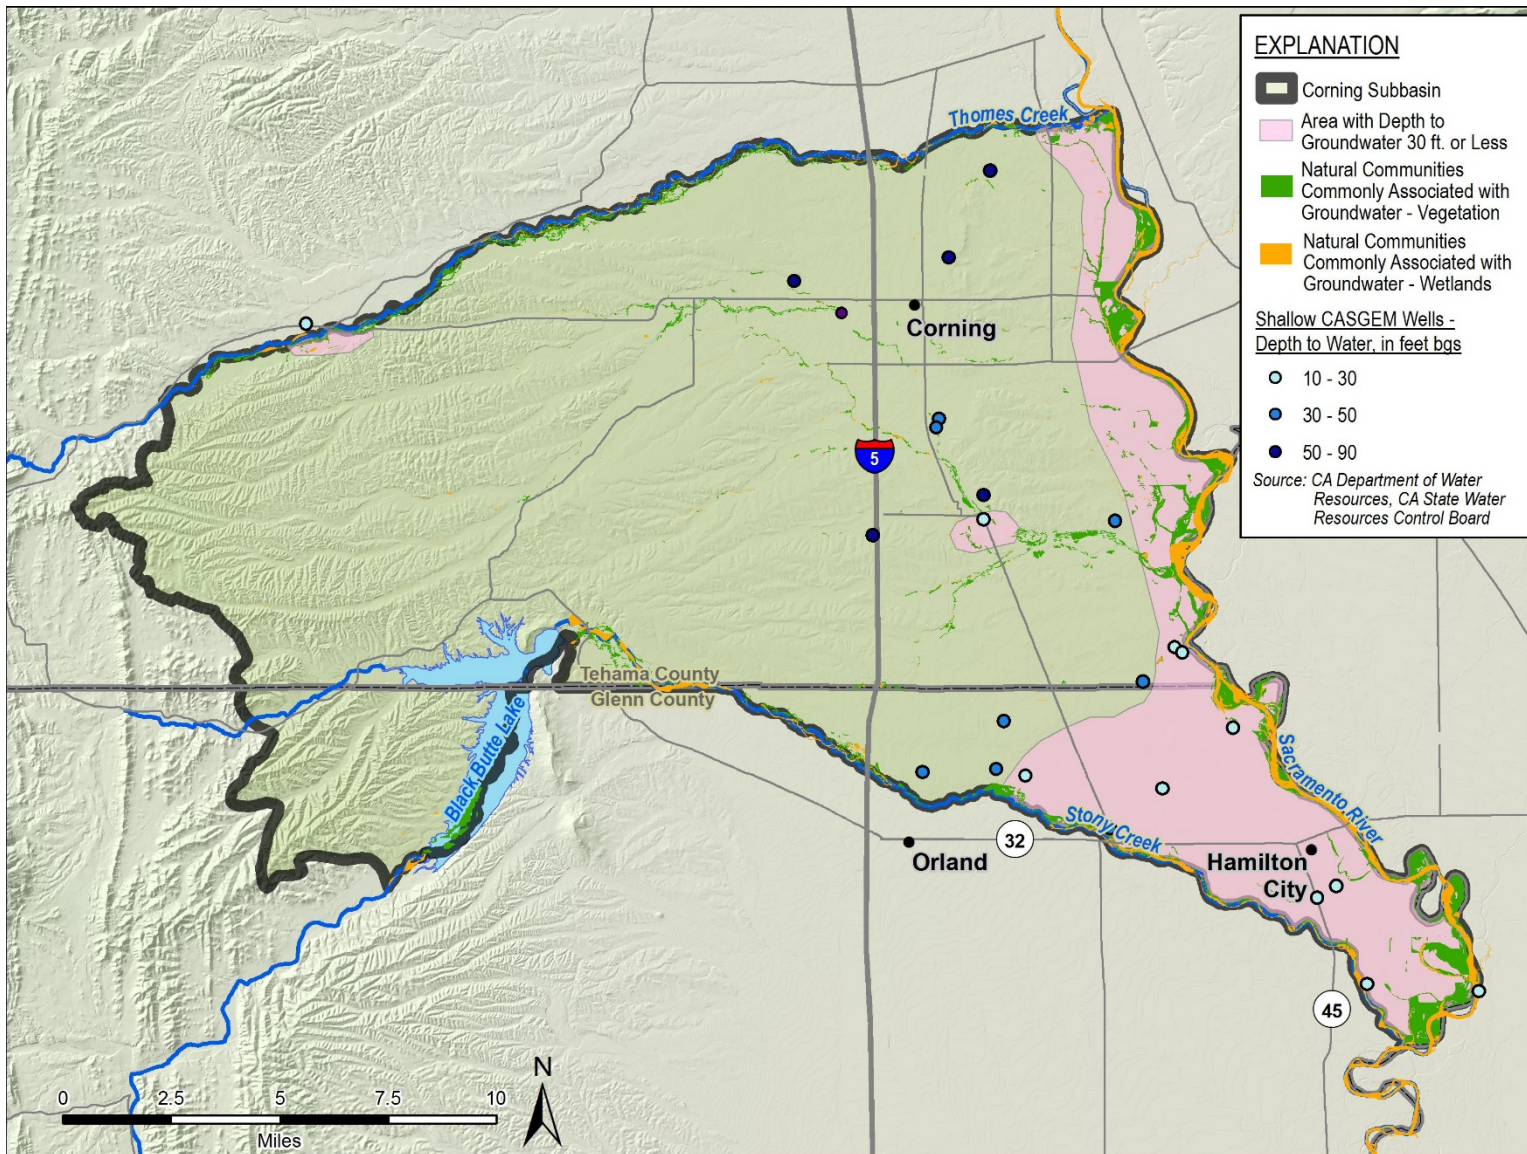 EXPLANATION
Corning Subbasin
Area with Depth to
Groundwater 30 ft. or Less
Natural Communities
Commonly Associated with
Groundwater - Vegetation
Natural Communities
Commonly Associated with
Groundwater - Wetlands
Shallow CASGEM Wells -
Depth to Water, in feet bgs
10 - 30
30 - 50
50 - 90
Source: CA Department of Water
Resources, CA State Water
Resources Control Board
Thomes Creek
Corning
5
Tehama County
Glenn County
Black Butte Lake
Sacramento River
Stony Creek
32
Orland
Hamilton
City
45
N
0 2.5 5 7.5 10
Miles